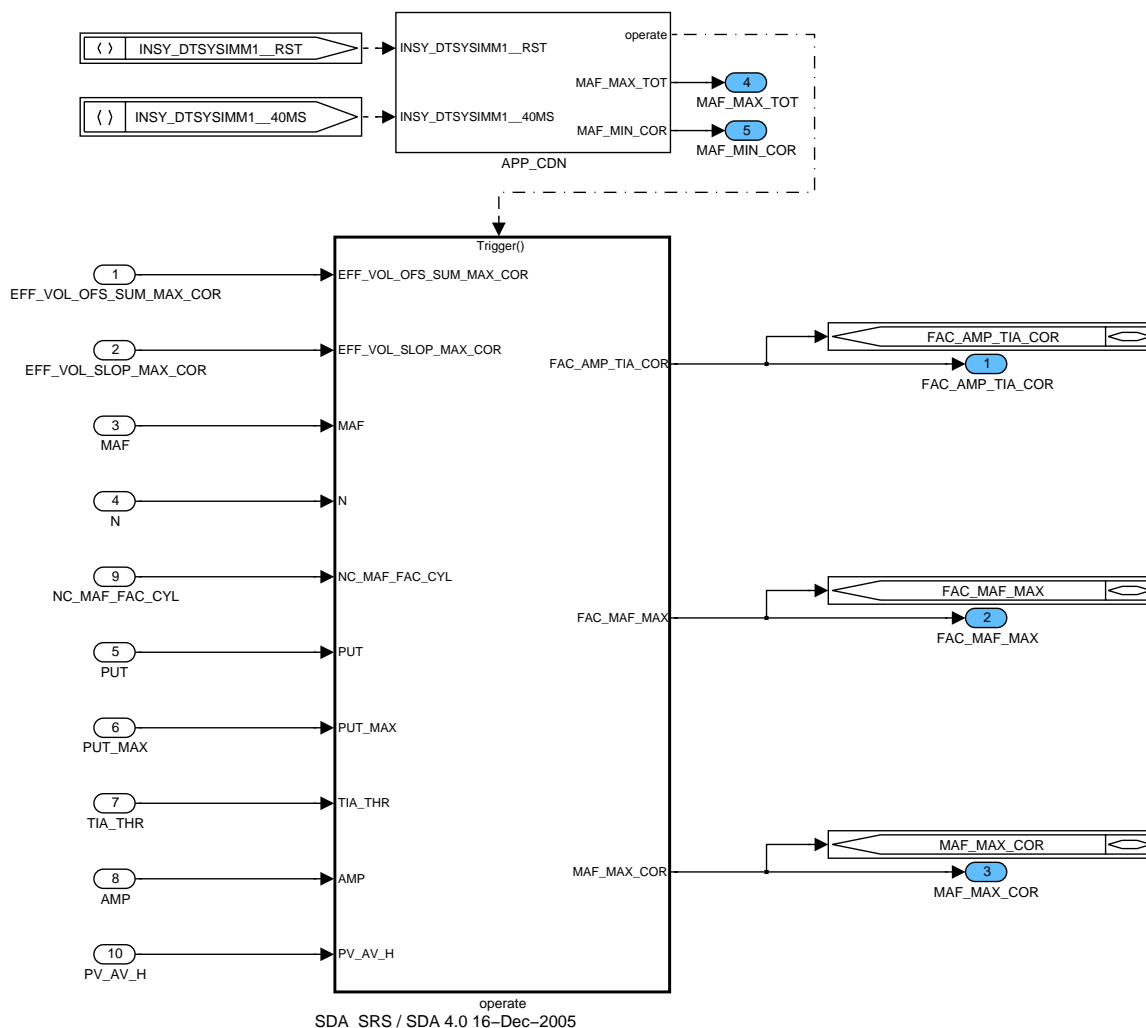 INSY_DTSYSIMM1__RST
INSY_DTSYSIMM1__40MS
INSY_DTSYSIMM1__RST
INSY_DTSYSIMM1__40MS
operate
MAF_MAX_TOT
MAF_MIN_COR
APP_CDN
4
MAF_MAX_TOT
5
MAF_MIN_COR
Trigger()
1
EFF_VOL_OFS_SUM_MAX_COR
EFF_VOL_OFS_SUM_MAX_COR
2
EFF_VOL_SLOP_MAX_COR
EFF_VOL_SLOP_MAX_COR
3
MAF
MAF
4
N
N
9
NC_MAF_FAC_CYL
NC_MAF_FAC_CYL
5
PUT
PUT
6
PUT_MAX
PUT_MAX
7
TIA_THR
TIA_THR
8
AMP
AMP
10
PV_AV_H
PV_AV_H
FAC_AMP_TIA_COR
FAC_AMP_TIA_COR
1
FAC_AMP_TIA_COR
FAC_MAF_MAX
FAC_MAF_MAX
2
FAC_MAF_MAX
MAF_MAX_COR
MAF_MAX_COR
3
MAF_MAX_COR
operate
SDA SRS / SDA 4.0 16−Dec−2005